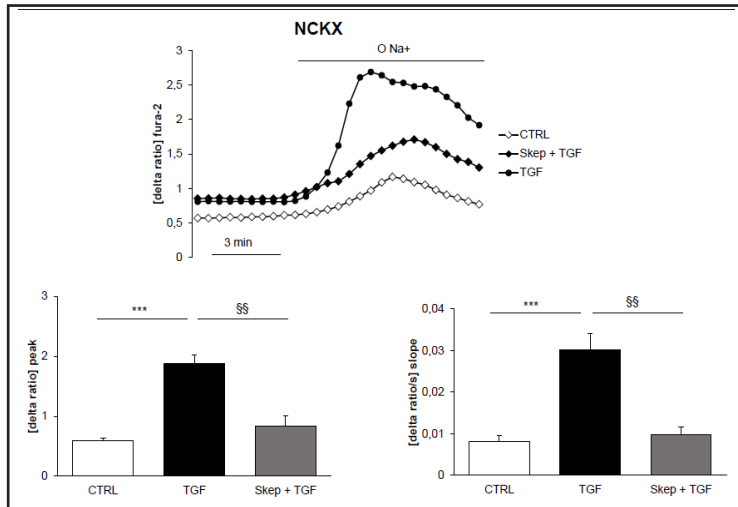 NCKX
O Na+
3
2,5
2
1,5
1
0,5
0
[delta ratio] fura-2
3 min
CTRL
Skep + TGF
TGF
3
2
1
0
[delta ratio] peak
***
§§
CTRL
TGF
Skep + TGF
0,04
0,03
0,02
0,01
0
[delta ratio/s] slope
***
§§
CTRL
TGF
Skep + TGF